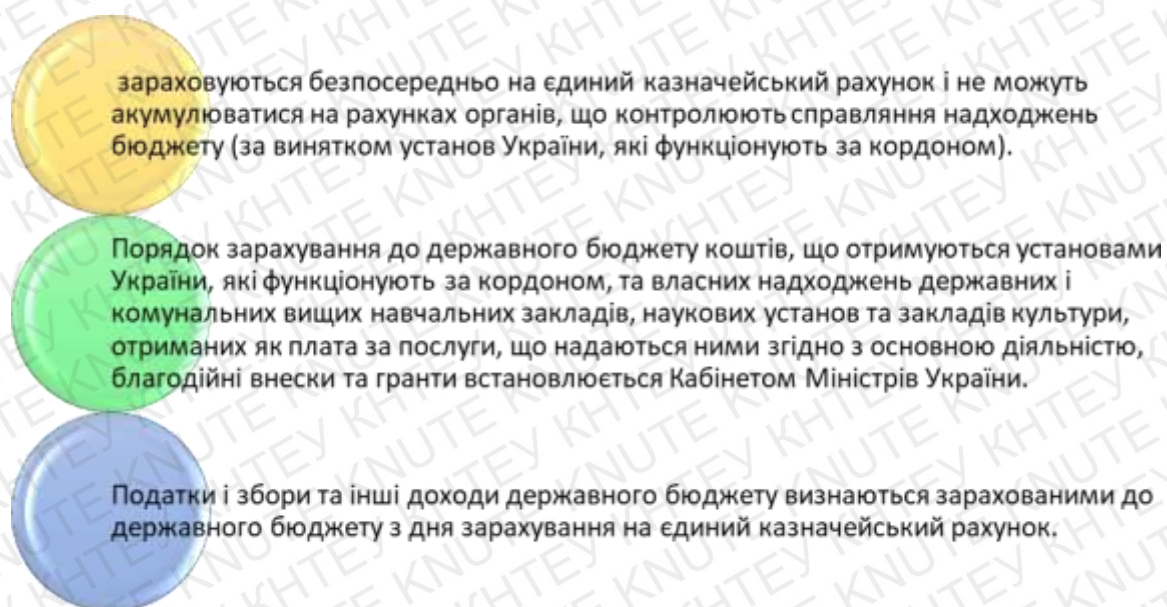 зараховуються безпосередньо на єдиний казначейський рахунок і не можуть
акумулюватися на рахунках органів, що контролюють справляння надходжень
бюджету (за винятком установ України, які функціонують за кордоном).
Порядок зарахування до державного бюджету коштів, що отримуються установами
України, які функціонують за кордоном, та власних надходжень державних і
комунальних вищих навчальних закладів, наукових установ та закладів культури,
отриманих як плата за послуги, що надаються ними згідно з основною діяльністю,
благодійні внески та гранти встановлюється Кабінетом Міністрів України.
Податки і збори та інші доходи державного бюджету визнаються зарахованими до
державного бюджету з дня зарахування на єдиний казначейський рахунок.